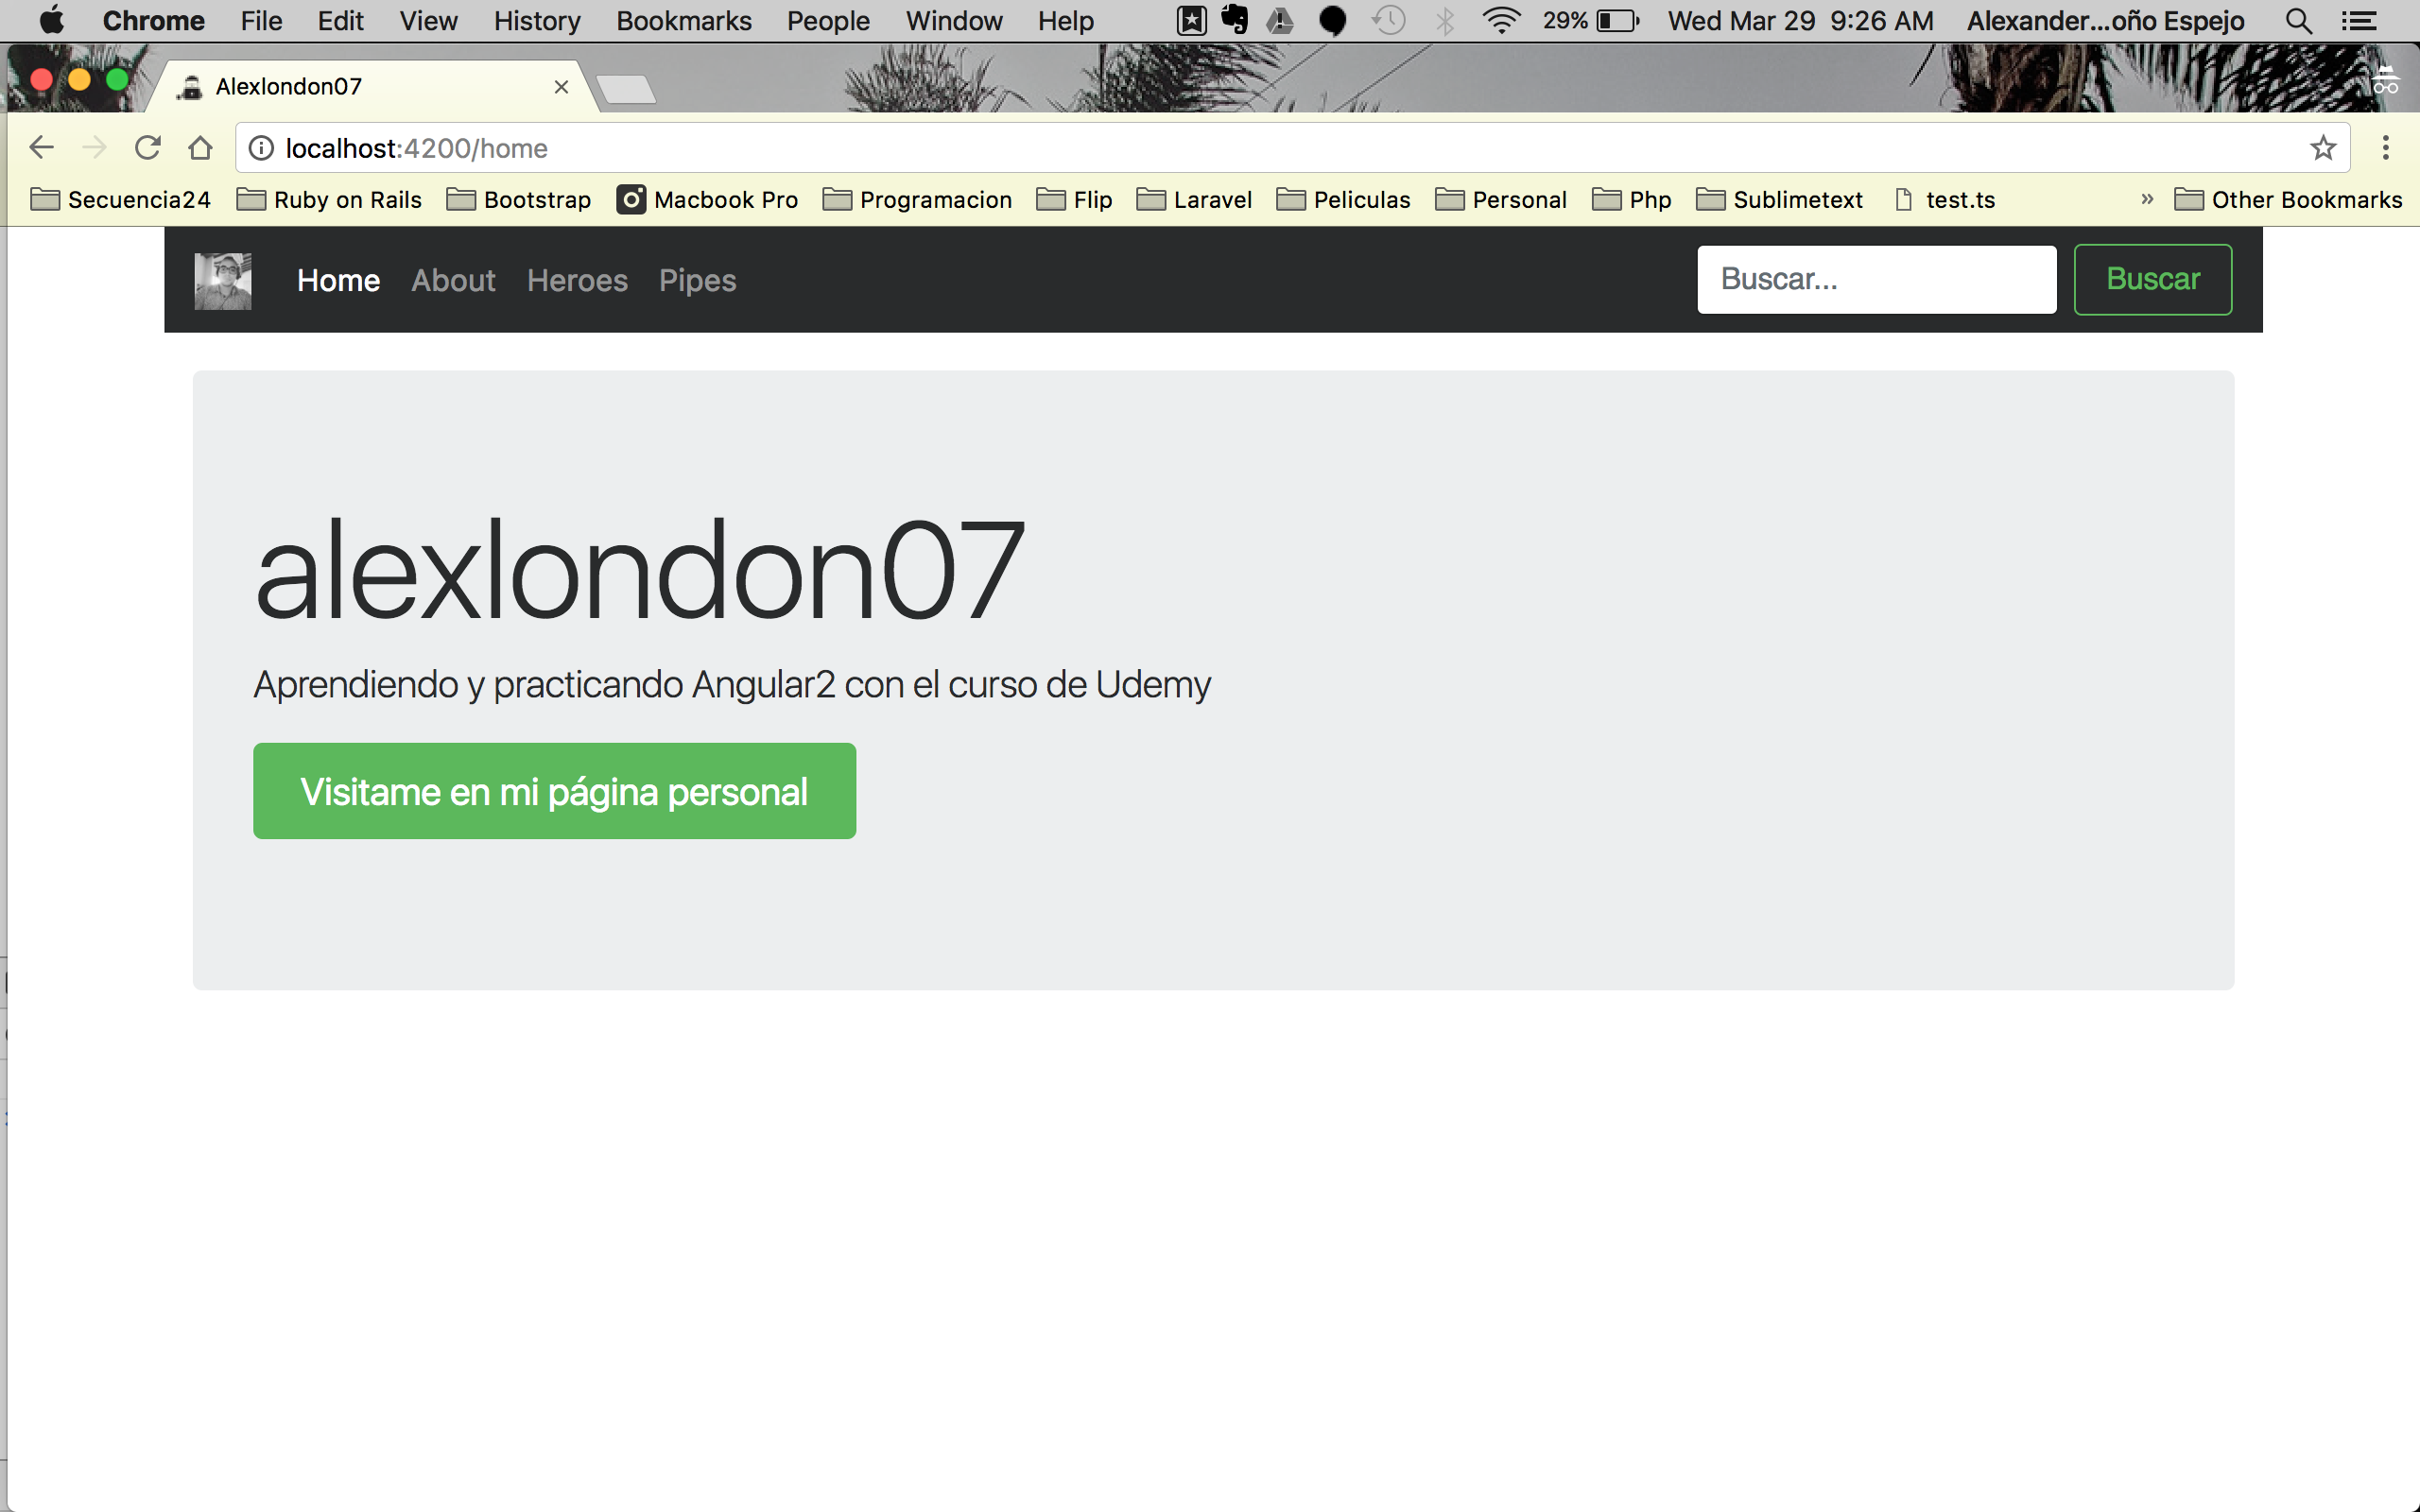 Chrome File Edit View History Bookmarks People Window Help 29% Wed Mar 29 9:26 AM Alexander...oño Espejo
Alexlondon07
localhost:4200/home
Secuencia24 Ruby on Rails Bootstrap Macbook Pro Programacion Flip Laravel Peliculas Personal Php Sublimetext test.ts » Other Bookmarks
Home About Heroes Pipes Buscar... Buscar
alexlondon07
Aprendiendo y practicando Angular2 con el curso de Udemy
Visitame en mi página personal